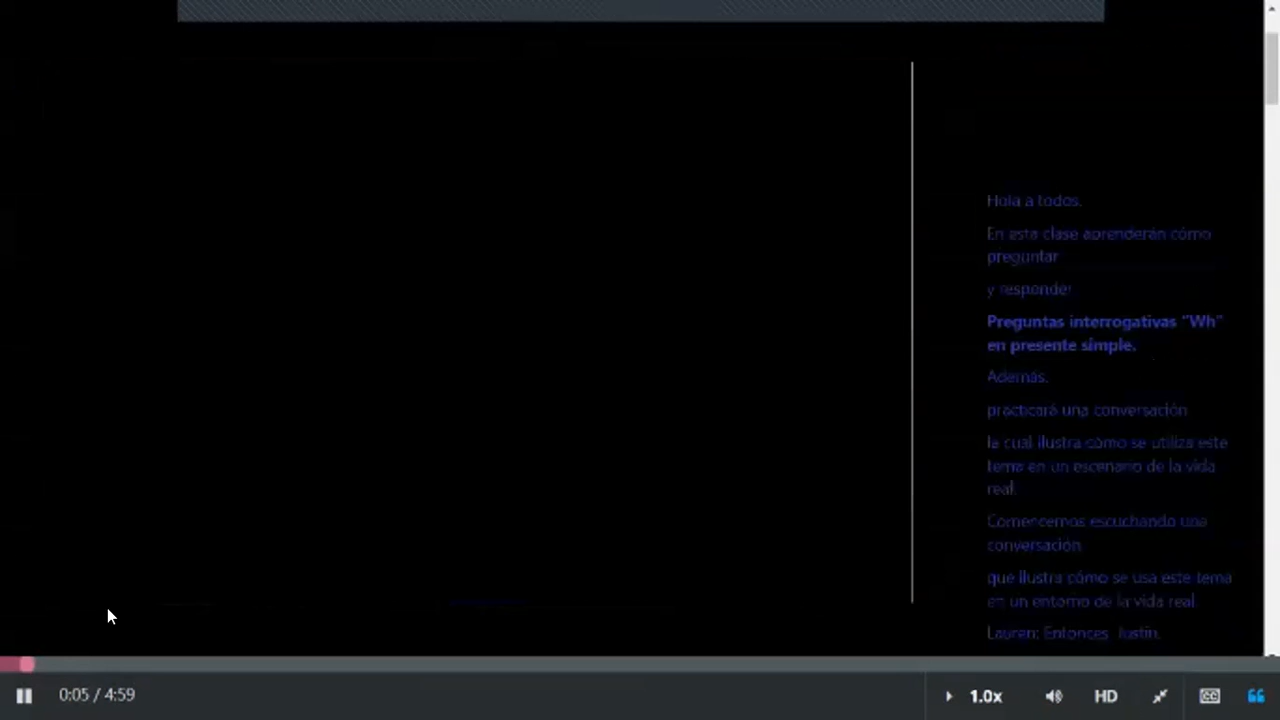 Hola a todos.
En esta clase aprenderán cómo
preguntar
y responder
Preguntas interrogativas "Wh"
en presente simple.
Además,
practicará una conversación
la cual ilustra cómo se utiliza este
tema en un escenario de la vida
real.
Comencemos escuchando una
conversación
que ilustra cómo se usa este tema
en un entorno de la vida real.
Lauren: Entonces, Justin,
0:05 / 4:59
1.0x
HD
CC